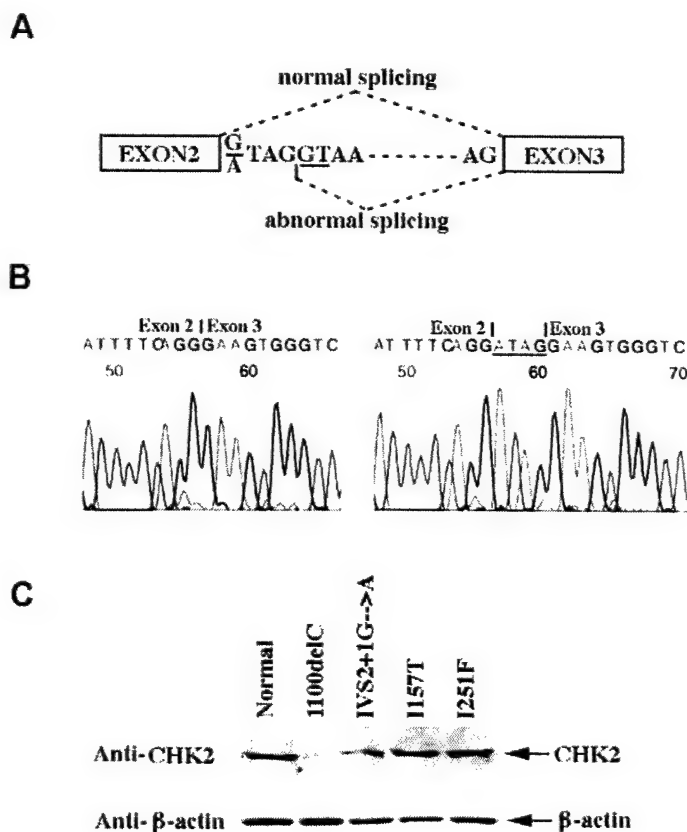 A
normal splicing
EXON2 G/A TAGGTAA AG EXON3
abnormal splicing
B
Exon 2 | Exon 3
ATTTTCAGGGAAGTGGGTC
50 60
Exon 2 | | Exon 3
ATTTTCAGGATAGGAAGTGGGTC
50 60 70
C
Normal
1100delC
IVS2+1G-->A
I157T
I251F
Anti-CHK2 CHK2
Anti-β-actin β-actin